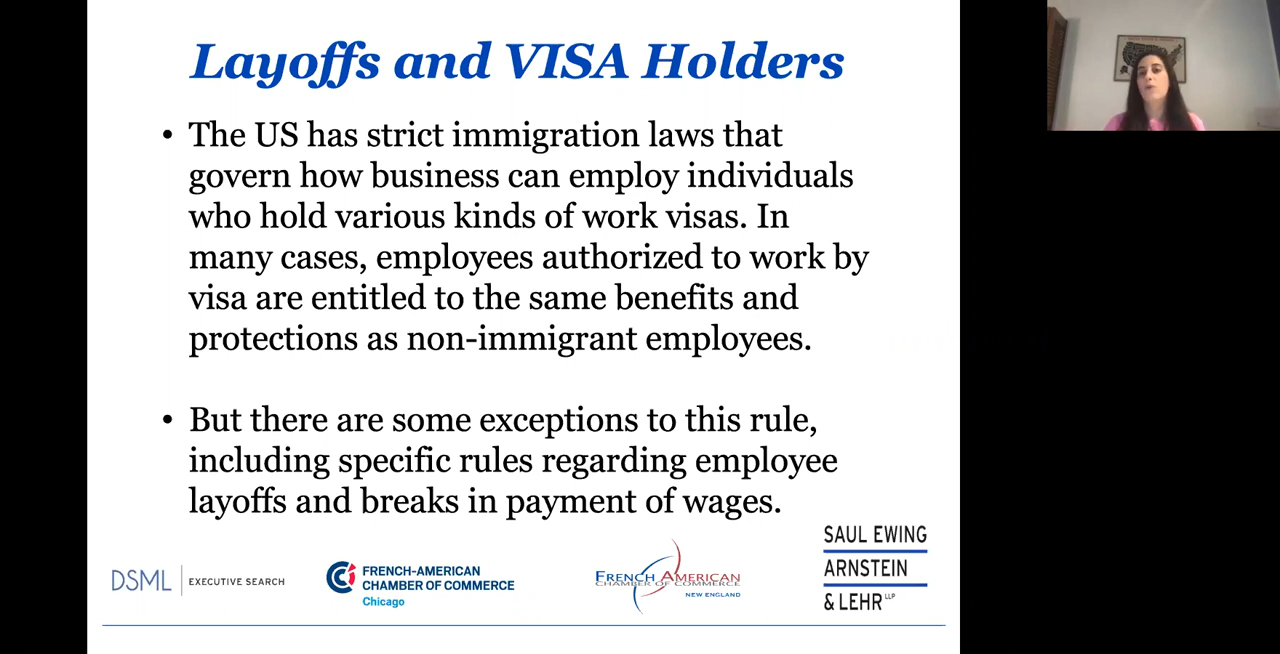 Layoffs and VISA Holders
• The US has strict immigration laws that
govern how business can employ individuals
who hold various kinds of work visas. In
many cases, employees authorized to work by
visa are entitled to the same benefits and
protections as non-immigrant employees.
• But there are some exceptions to this rule,
including specific rules regarding employee
layoffs and breaks in payment of wages.
DSML EXECUTIVE SEARCH
FRENCH-AMERICAN
CHAMBER OF COMMERCE
Chicago
FRENCH AMERICAN
CHAMBER OF COMMERCE
NEW ENGLAND
SAUL EWING
ARNSTEIN
& LEHR LLP